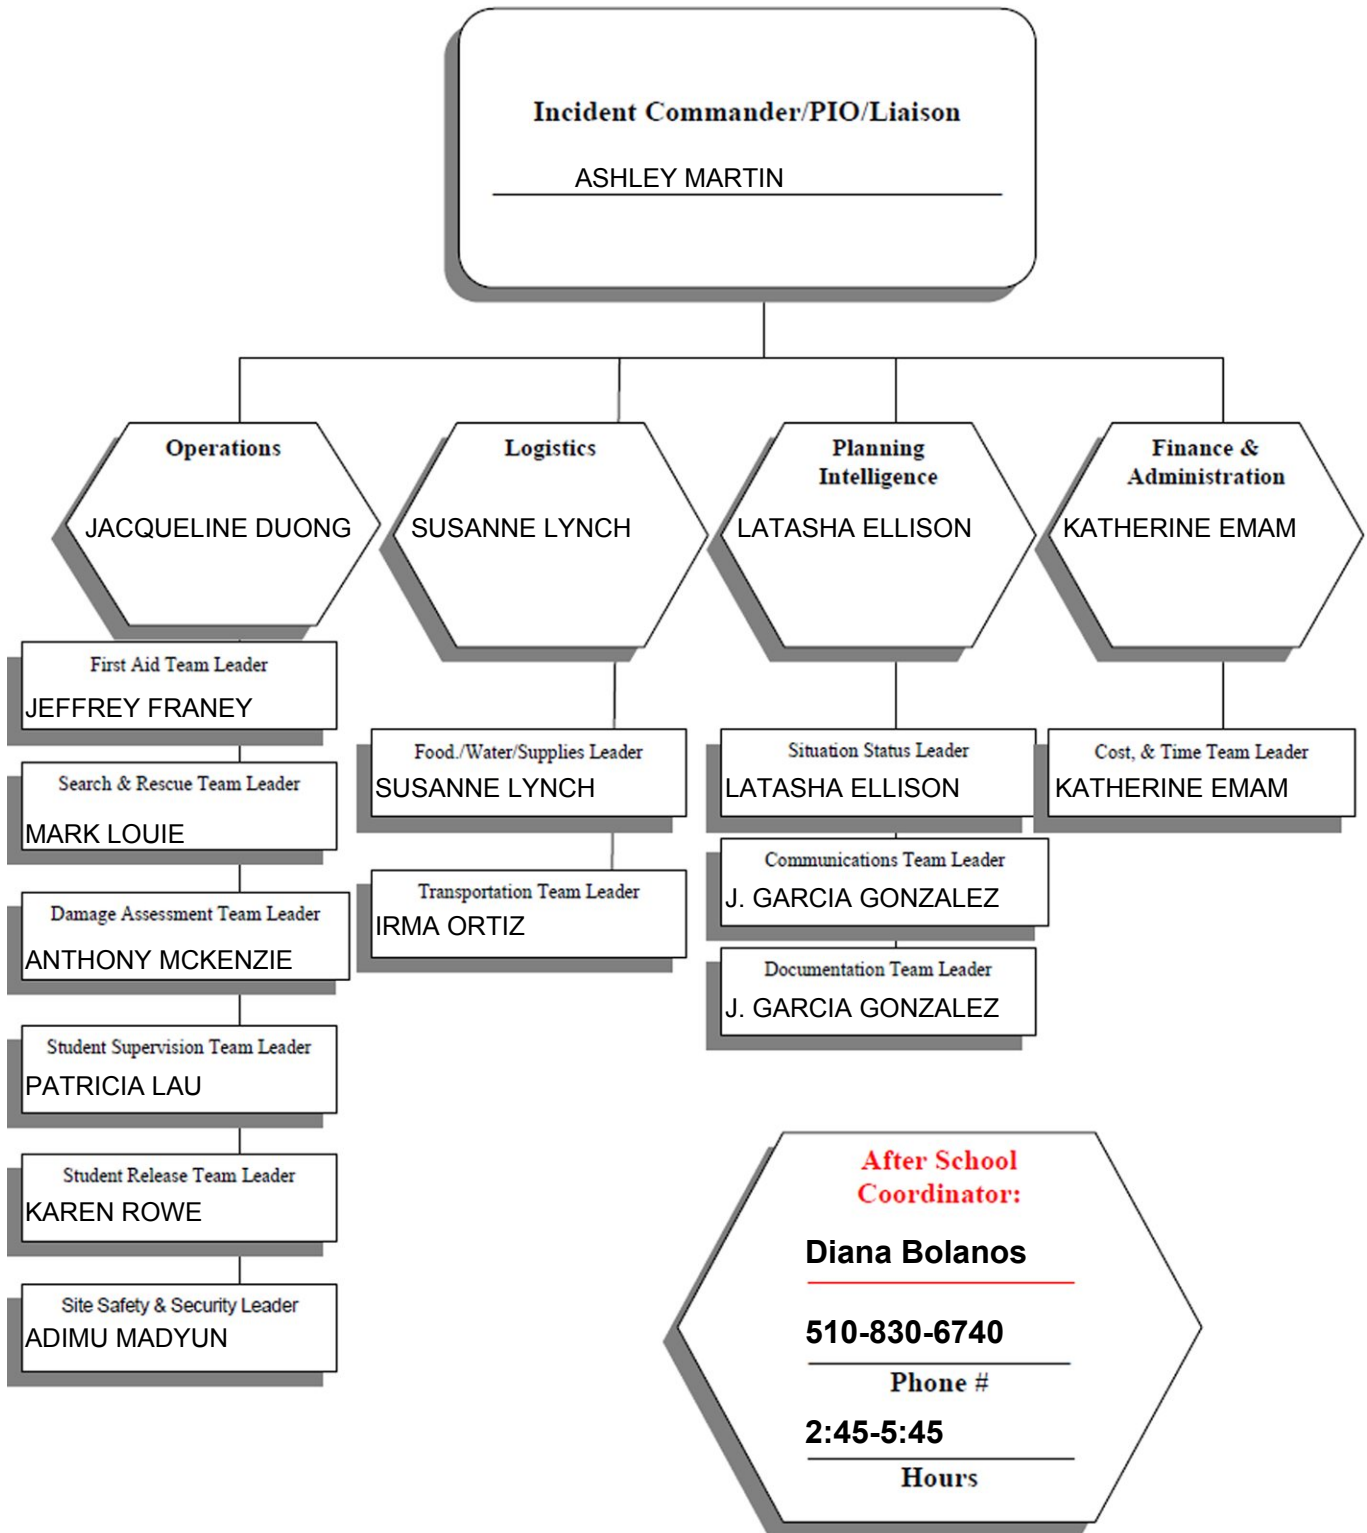 Incident Commander/PIO/Liaison
ASHLEY MARTIN
Operations
JACQUELINE DUONG
Logistics
SUSANNE LYNCH
Planning
Intelligence
LATASHA ELLISON
Finance &
Administration
KATHERINE EMAM
First Aid Team Leader
JEFFREY FRANEY
Search & Rescue Team Leader
MARK LOUIE
Damage Assessment Team Leader
ANTHONY MCKENZIE
Student Supervision Team Leader
PATRICIA LAU
Student Release Team Leader
KAREN ROWE
Site Safety & Security Leader
ADIMU MADYUN
Food./Water/Supplies Leader
SUSANNE LYNCH
Transportation Team Leader
IRMA ORTIZ
Situation Status Leader
LATASHA ELLISON
Communications Team Leader
J. GARCIA GONZALEZ
Documentation Team Leader
J. GARCIA GONZALEZ
Cost, & Time Team Leader
KATHERINE EMAM
After School
Coordinator:
Diana Bolanos
510-830-6740
Phone #
2:45-5:45
Hours